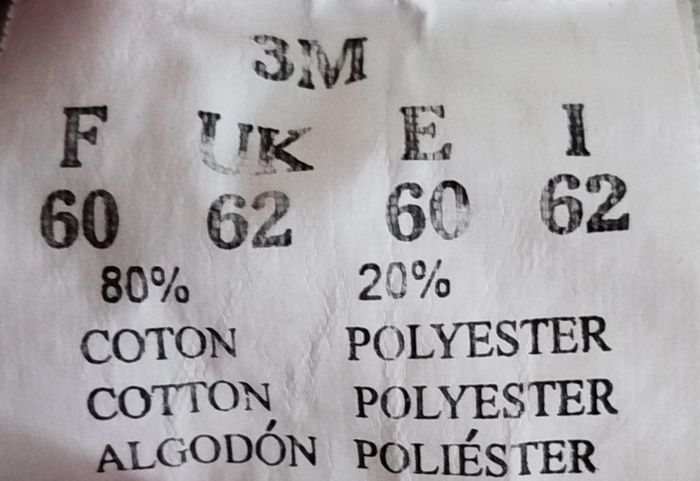 3M
F UK E I
60 62 60 62
80% 20%
COTON POLYESTER
COTTON POLYESTER
ALGODÓN POLIÉSTER